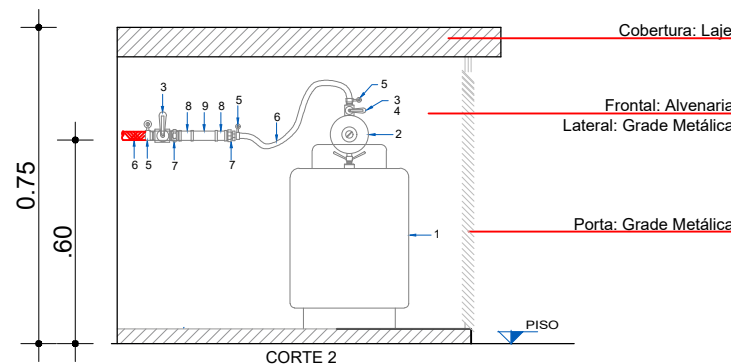 Cobertura: Laje
5
3
3
5
8
9
8
4
Frontal: Alvenaria
Lateral: Grade Metálica
6
2
6
5
7
7
0.75
.60
Porta: Grade Metálica
1
PISO
CORTE 2